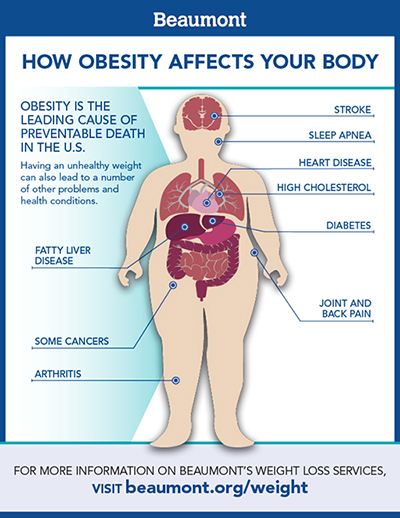 Beaumont
HOW OBESITY AFFECTS YOUR BODY
OBESITY IS THE
LEADING CAUSE OF
PREVENTABLE DEATH
IN THE U.S.
Having an unhealthy weight
can also lead to a number
of other problems and
health conditions.
STROKE
SLEEP APNEA
HEART DISEASE
HIGH CHOLESTEROL
DIABETES
FATTY LIVER
DISEASE
JOINT AND
BACK PAIN
SOME CANCERS
ARTHRITIS
FOR MORE INFORMATION ON BEAUMONT'S WEIGHT LOSS SERVICES,
VISIT beaumont.org/weight